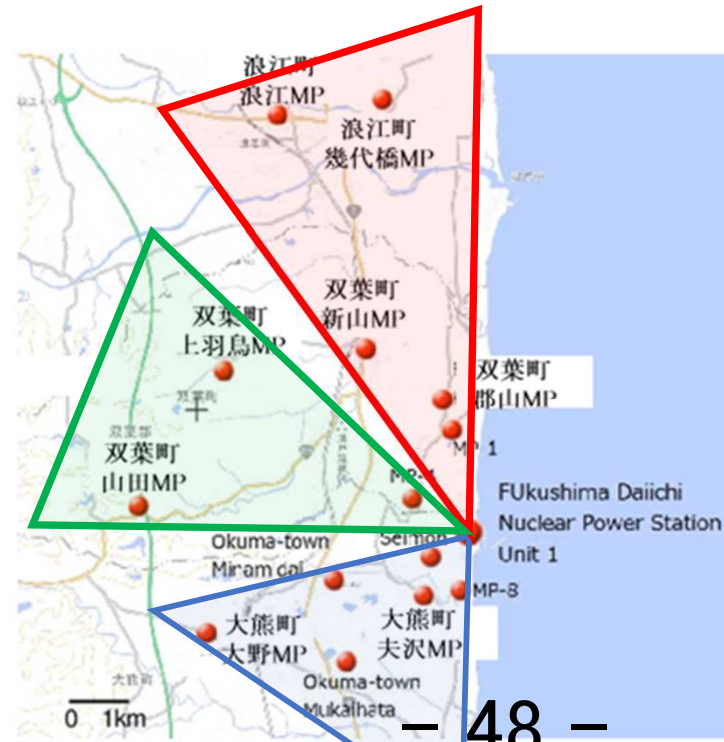 浪江町
浪江MP
浪江町
幾代橋MP
双葉町
新山MP
双葉町
上羽鳥MP
双葉町
郡山MP
MP 1
双葉町
山田MP
FUkushima Daiichi
Nuclear Power Station
Unit 1
Okuma-town
MP-8
大熊町
大野MP
大熊町
夫沢MP
Okuma-town
Mukaihata
大熊町
0 1km
– 48 –